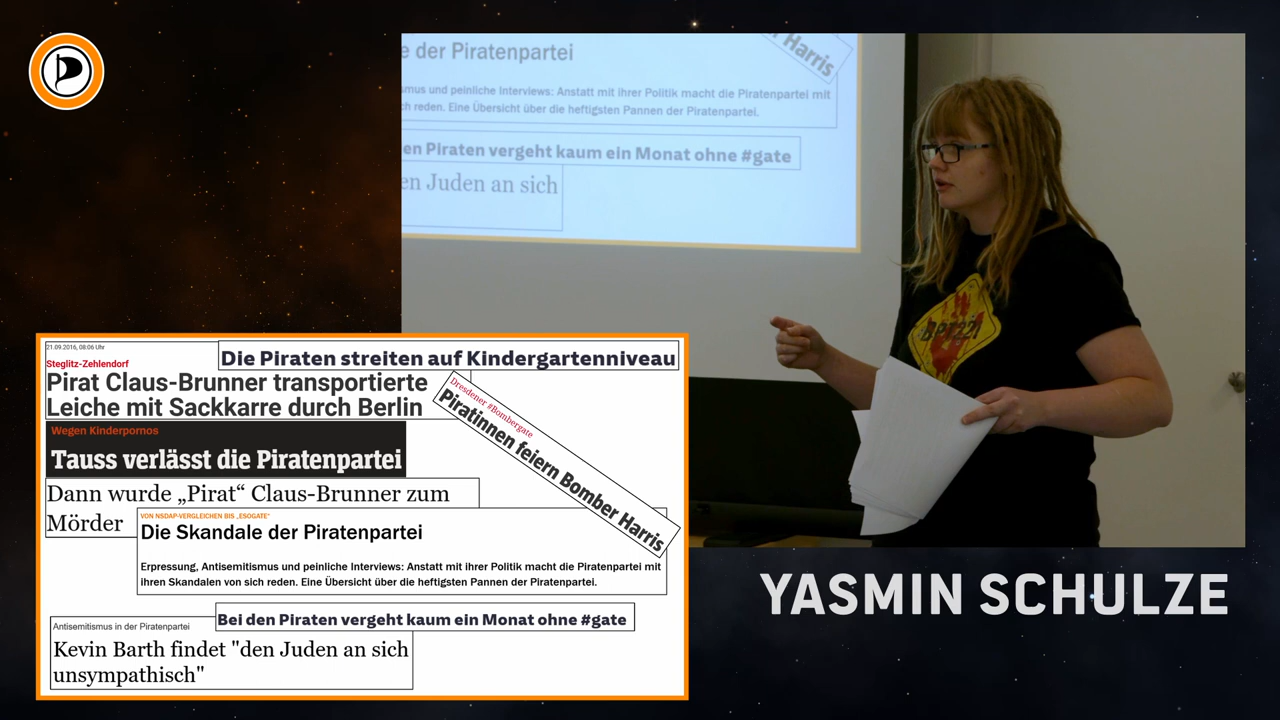 r Harris
e der Piratenpartei
smus und peinliche Interviews: Anstatt mit ihrer Politik macht die Piratenpartei mit
ch reden. Eine Übersicht über die heftigsten Pannen der Piratenpartei.
en Piraten vergeht kaum ein Monat ohne #gate
en Juden an sich
BPT221
21.09.2016, 08:06 Uhr
Steglitz-Zehlendorf
Die Piraten streiten auf Kindergartenniveau
Pirat Claus-Brunner transportierte
Leiche mit Sackkarre durch Berlin
Dresdener #Bombergate
Piratinnen feiern Bomber Harris
Wegen Kinderpornos
Tauss verlässt die Piratenpartei
Dann wurde „Pirat“ Claus-Brunner zum
Mörder
VON NSDAP-VERGLEICHEN BIS „ESOGATE“
Die Skandale der Piratenpartei
Erpressung, Antisemitismus und peinliche Interviews: Anstatt mit ihrer Politik macht die Piratenpartei mit
ihren Skandalen von sich reden. Eine Übersicht über die heftigsten Pannen der Piratenpartei.
Bei den Piraten vergeht kaum ein Monat ohne #gate
Antisemitismus in der Piratenpartei
Kevin Barth findet "den Juden an sich
unsympathisch"
YASMIN SCHULZE